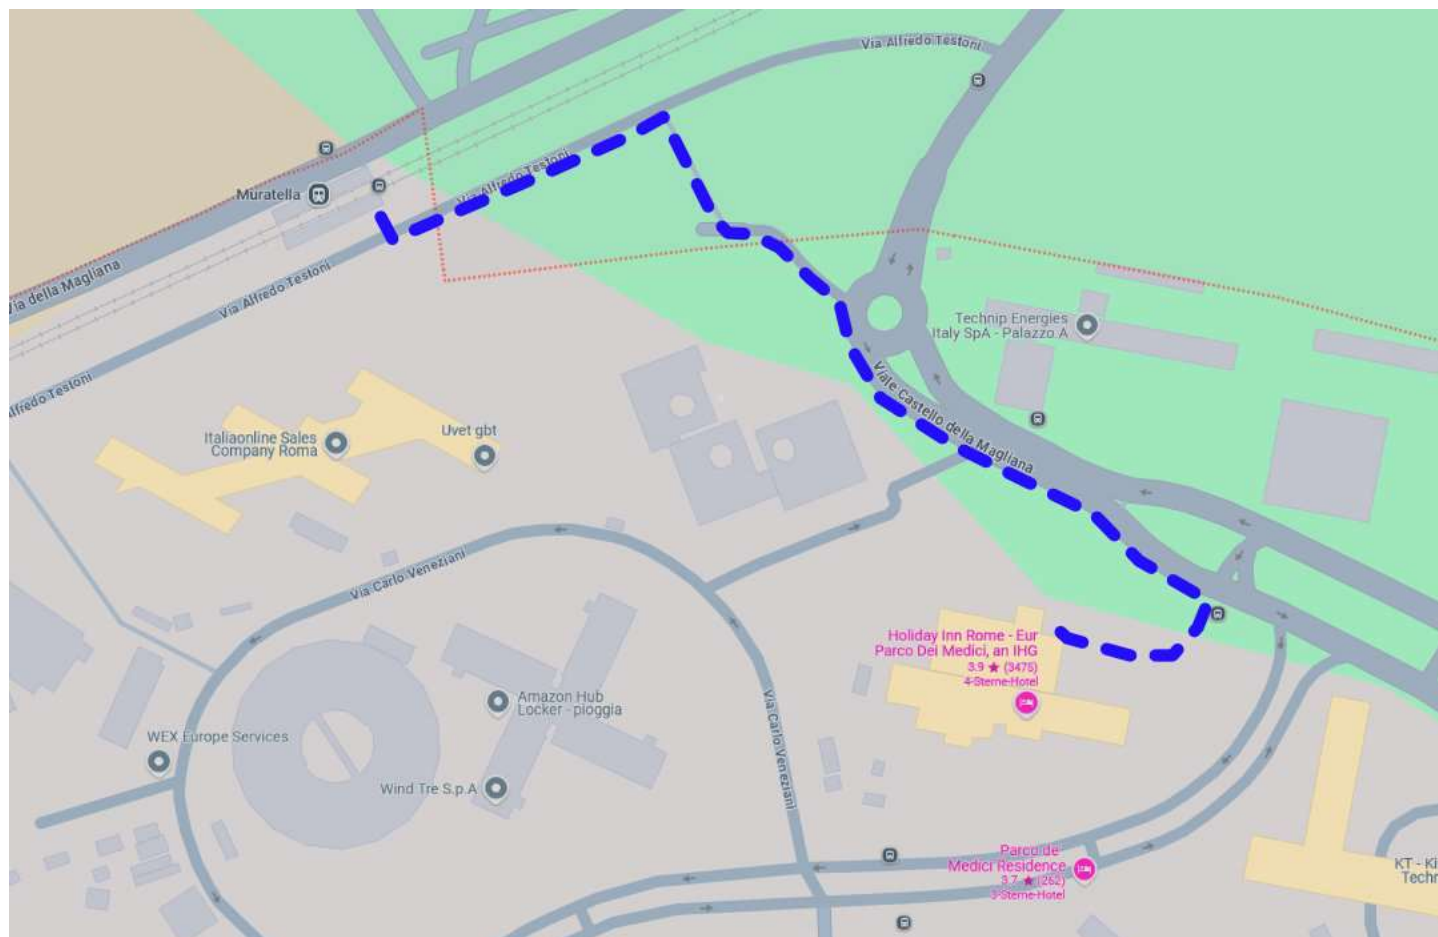 Via Alfredo Testoni
Muratella
Via Alfredo Testoni
Via della Magliana
Via Alfredo Testoni
Technip Energies
Italy SpA - Palazzo A
Alfredo Testoni
Viale Castello della Magliana
Italiaonline Sales
Company Roma
Uvet gbt
Via Carlo Veneziani
Holiday Inn Rome - Eur
Parco Dei Medici, an IHG
3.9 ★ (3475)
4-Sterne-Hotel
Amazon Hub
Locker - pioggia
WEX Europe Services
Via Carlo Veneziani
Wind Tre S.p.A
Parco de'
Medici Residence
3.7 ★ (262)
3-Sterne-Hotel
KT - Ki
Techn